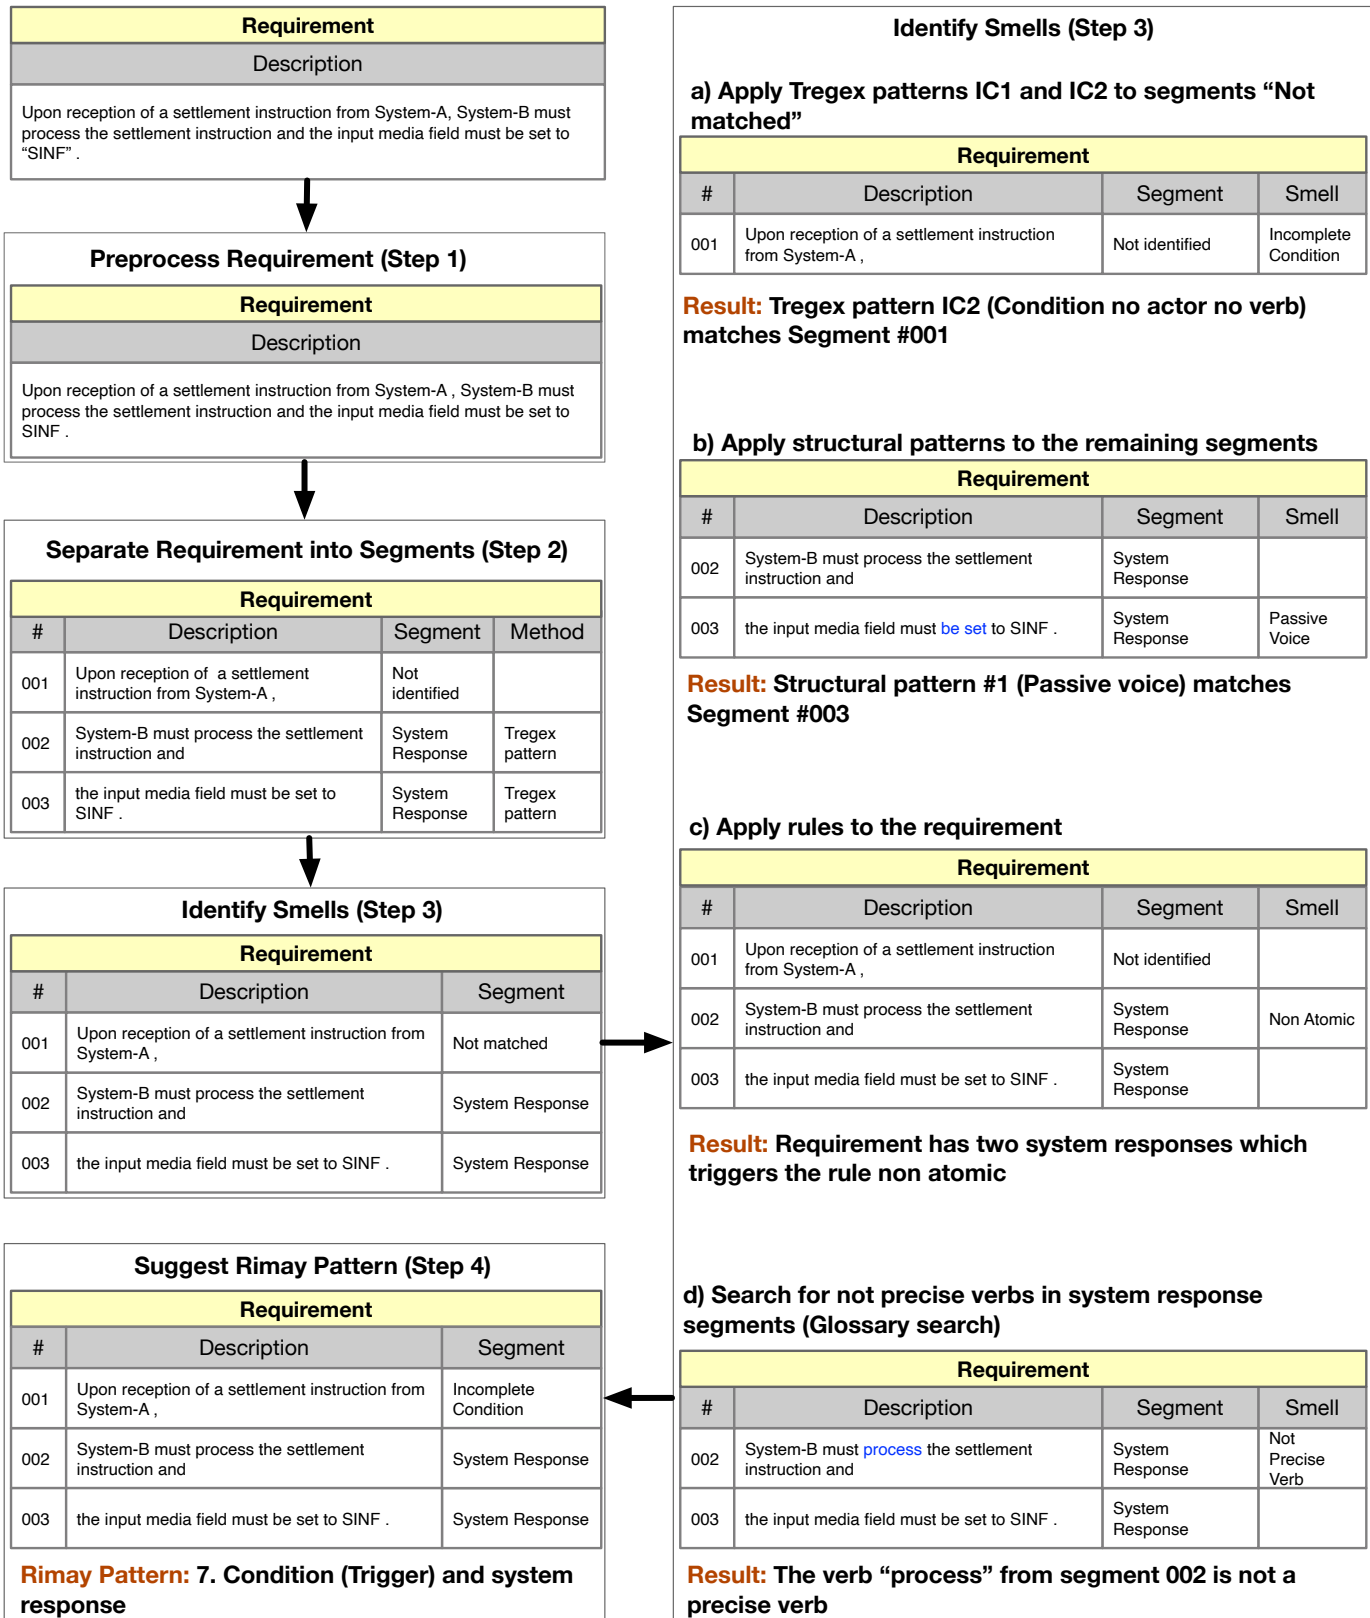 Requirement
Description
Upon reception of a settlement instruction from System-A, System-B must
process the settlement instruction and the input media field must be set to
“SINF” .
Preprocess Requirement (Step 1)
Requirement
Description
Upon reception of a settlement instruction from System-A , System-B must
process the settlement instruction and the input media field must be set to
SINF .
Separate Requirement into Segments (Step 2)
Requirement
# Description Segment Method
001 Upon reception of a settlement instruction from System-A , Not identified
002 System-B must process the settlement instruction and System Response Tregex pattern
003 the input media field must be set to SINF . System Response Tregex pattern
Identify Smells (Step 3)
Requirement
# Description Segment
001 Upon reception of a settlement instruction from System-A , Not matched
002 System-B must process the settlement instruction and System Response
003 the input media field must be set to SINF . System Response
Suggest Rimay Pattern (Step 4)
Requirement
# Description Segment
001 Upon reception of a settlement instruction from System-A , Incomplete Condition
002 System-B must process the settlement instruction and System Response
003 the input media field must be set to SINF . System Response
Rimay Pattern: 7. Condition (Trigger) and system
response
Identify Smells (Step 3)
a) Apply Tregex patterns IC1 and IC2 to segments “Not
matched”
Requirement
# Description Segment Smell
001 Upon reception of a settlement instruction from System-A , Not identified Incomplete Condition
Result: Tregex pattern IC2 (Condition no actor no verb)
matches Segment #001
b) Apply structural patterns to the remaining segments
Requirement
# Description Segment Smell
002 System-B must process the settlement instruction and System Response
003 the input media field must be set to SINF . System Response Passive Voice
Result: Structural pattern #1 (Passive voice) matches
Segment #003
c) Apply rules to the requirement
Requirement
# Description Segment Smell
001 Upon reception of a settlement instruction from System-A , Not identified
002 System-B must process the settlement instruction and System Response Non Atomic
003 the input media field must be set to SINF . System Response
Result: Requirement has two system responses which
triggers the rule non atomic
d) Search for not precise verbs in system response
segments (Glossary search)
Requirement
# Description Segment Smell
002 System-B must process the settlement instruction and System Response Not Precise Verb
003 the input media field must be set to SINF . System Response
Result: The verb “process” from segment 002 is not a
precise verb